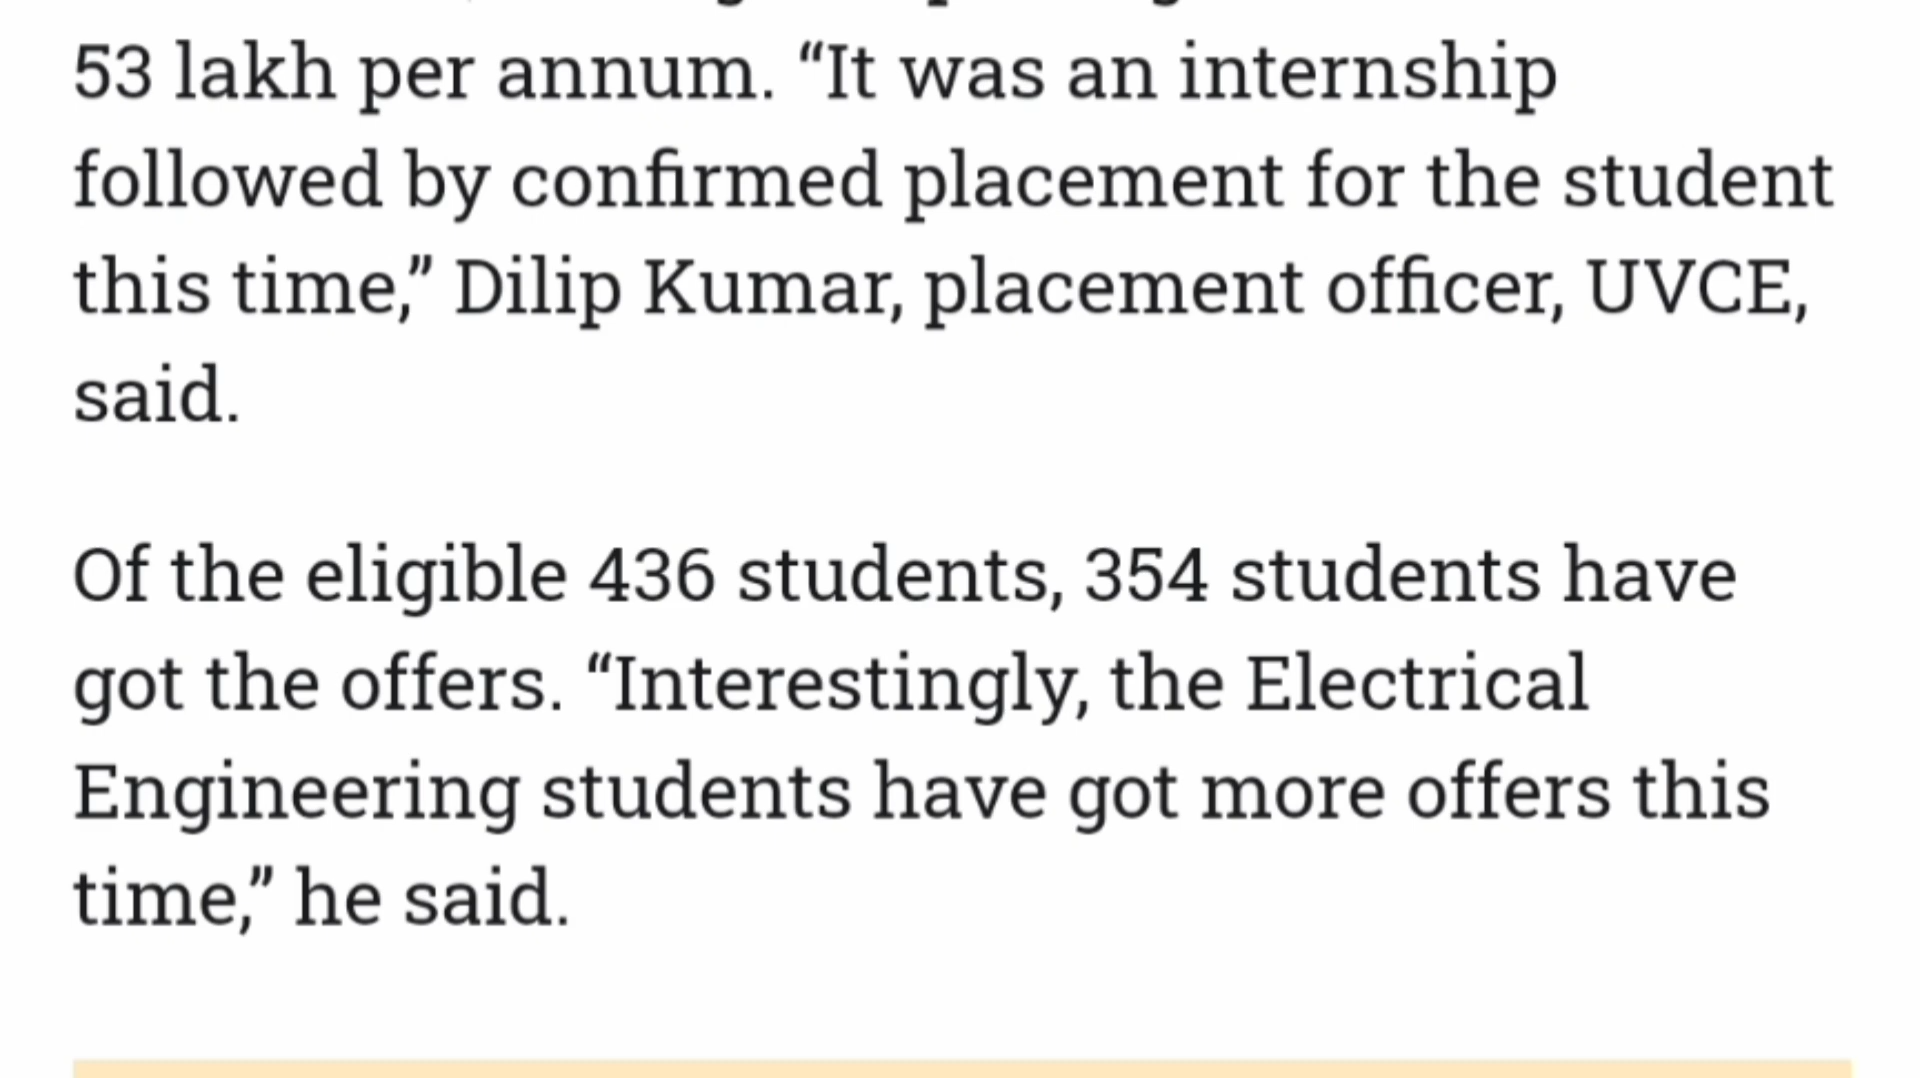 53 lakh per annum. “It was an internship
followed by confirmed placement for the student
this time,” Dilip Kumar, placement officer, UVCE,
said.
Of the eligible 436 students, 354 students have
got the offers. “Interestingly, the Electrical
Engineering students have got more offers this
time,” he said.